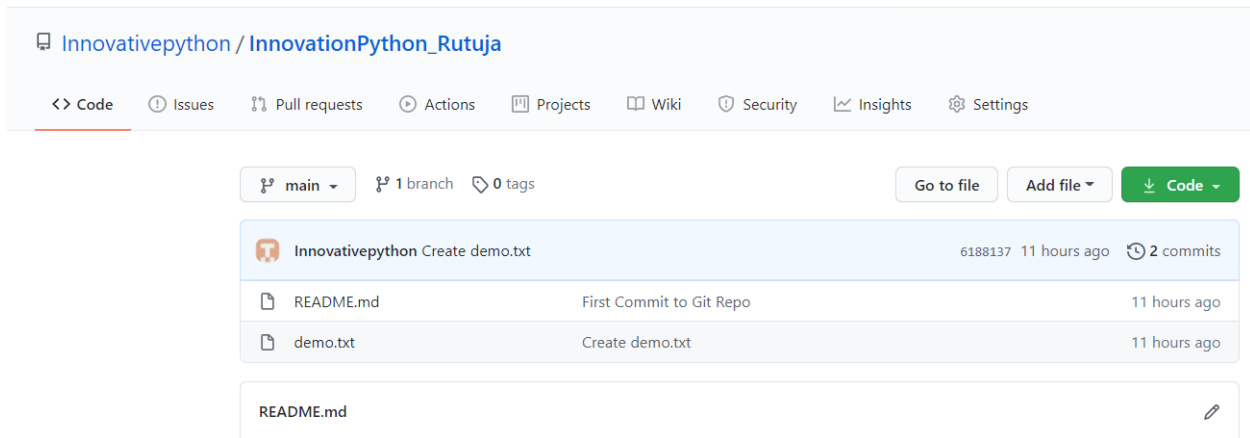 Innovativepython / InnovationPython_Rutuja
<> Code Issues Pull requests Actions Projects Wiki Security Insights Settings
main 1 branch 0 tags Go to file Add file Code
Innovativepython Create demo.txt 6188137 11 hours ago 2 commits
README.md First Commit to Git Repo 11 hours ago
demo.txt Create demo.txt 11 hours ago
README.md